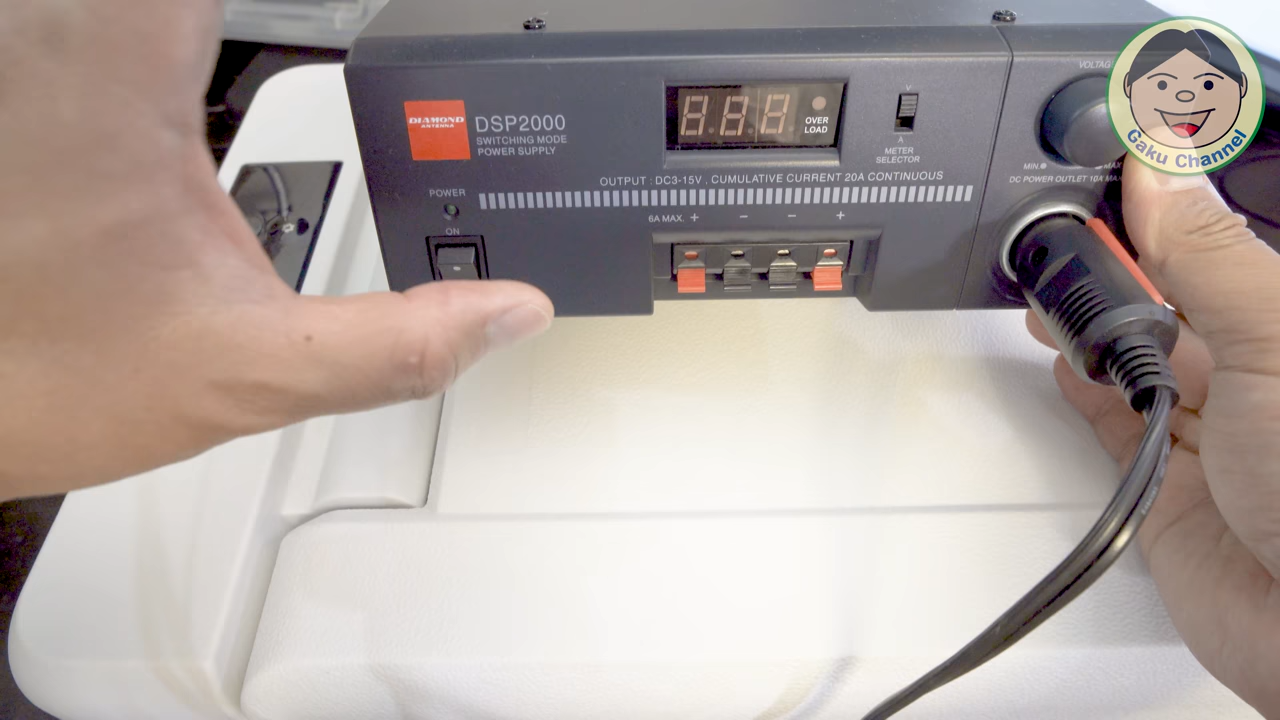 DIAMOND
ANTENNA
DSP2000
SWITCHING MODE
POWER SUPPLY
OVER
LOAD
V
A
METER
SELECTOR
OUTPUT : DC3-15V , CUMULATIVE CURRENT 20A CONTINUOUS
POWER
ON
6A MAX. + − − +
MIN. MAX
DC POWER OUTLET 10A MAX
Gaku Channel